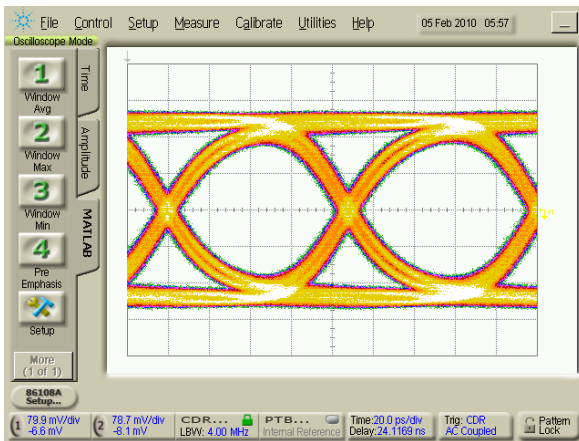 File Control Setup Measure Calibrate Utilities Help 05 Feb 2010 05:57
Oscilloscope Mode
1
Window
Avg
2
Window
Max
3
Window
Min
4
Pre
Emphasis
Setup
More
(1 of 1)
Time
Amplitude
MATLAB
86108A
Setup...
1 79.9 mV/div
-6.6 mV
2 78.7 mV/div
-8.1 mV
CDR...
LBW: 4.00 MHz
PTB...
Internal Reference
Time:20.0 ps/div
Delay:24.1169 ns
Trig: CDR
AC Coupled
Pattern
Lock